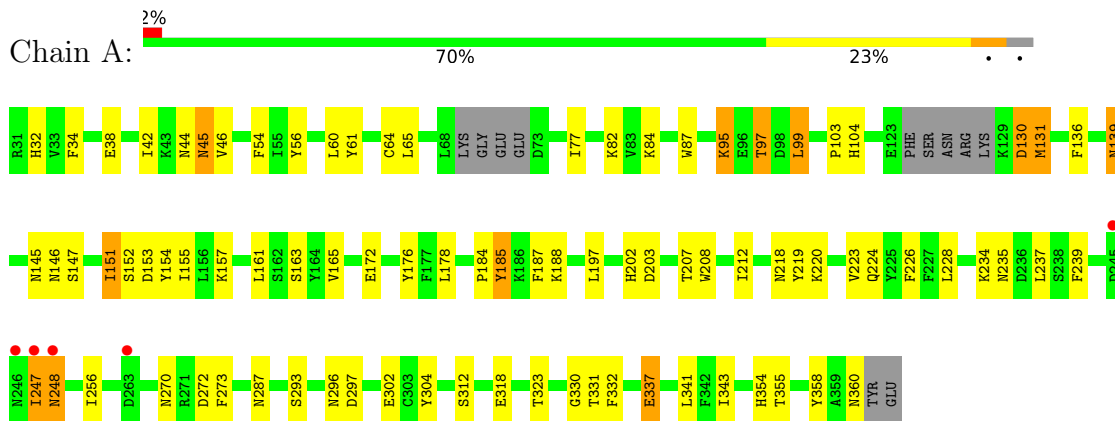 2%
Chain A:
70% 23% • •
R31 H32 V33 F34 E38 I42 K43 N44 N45 V46 F54 I55 Y56 L60 Y61 C64 L65 L68 LYS GLY GLU GLU D73 I77 K82 V83 K84 W87 K95 E96 T97 D98 L99 P103 H104 E123 PHE SER ASN ARG LYS K129 D130 M131 F136 N139
N145 N146 S147 I151 S152 D153 Y154 I155 L156 K157 L161 S162 S163 Y164 V165 E172 Y176 F177 L178 P184 Y185 K186 F187 K188 L197 H202 D203 T207 W208 I212 N218 Y219 K220 V223 Q224 Y225 F226 F227 L228 K234 N235 D236 L237 S238 F239
N246 I247 N248 I256 D263 N270 R271 D272 F273 N287 S293 N296 D297 E302 C303 Y304 S312 E318 T323 G330 T331 F332 E337 L341 F342 I343 H354 T355 Y358 A359 N360 TYR GLU